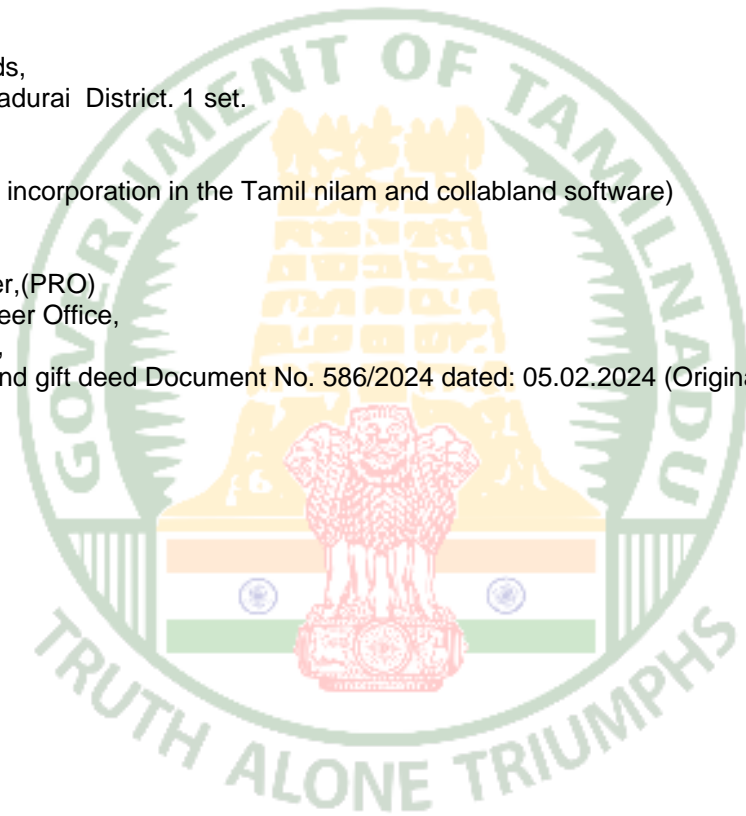 ds,
adurai District. 1 set.
incorporation in the Tamil nilam and collabland software)
er,(PRO)
eer Office,
,
nd gift deed Document No. 586/2024 dated: 05.02.2024 (Origina
GOVERNMENT OF TAMILNADU
TRUTH ALONE TRIUMPHS